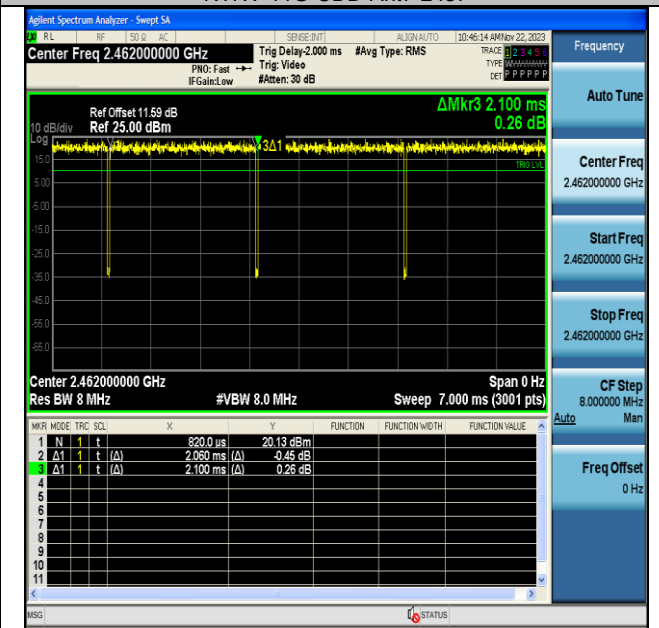 Agilent Spectrum Analyzer - Swept SA
RL RF 50 Ω AC SENSE:INT ALIGN AUTO 10:46:14 AM Nov 22, 2023
Center Freq 2.462000000 GHz Trig Delay-2.000 ms #Avg Type: RMS TRACE 1 2 3 4 5 6
PNO: Fast Trig: Video TYPE
IFGain:Low #Atten: 30 dB DET P P P P P P
Frequency
Auto Tune
ΔMkr3 2.100 ms
0.26 dB
Ref Offset 11.59 dB
10 dB/div Ref 25.00 dBm
Log
3Δ1
15.0
TRIG LVL
5.00
-5.00
-15.0
-25.0
-35.0
-45.0
-55.0
-65.0
Center 2.462000000 GHz Span 0 Hz
Res BW 8 MHz #VBW 8.0 MHz Sweep 7.000 ms (3001 pts)
Center Freq
2.462000000 GHz
Start Freq
2.462000000 GHz
Stop Freq
2.462000000 GHz
CF Step
8.000000 MHz
Auto Man
Freq Offset
0 Hz
MKR MODE TRC SCL X Y FUNCTION FUNCTION WIDTH FUNCTION VALUE
1 N 1 t 820.0 µs 20.13 dBm
2 Δ1 1 t (Δ) 2.060 ms (Δ) -0.45 dB
3 Δ1 1 t (Δ) 2.100 ms (Δ) 0.26 dB
4
5
6
7
8
9
10
11
MSG STATUS